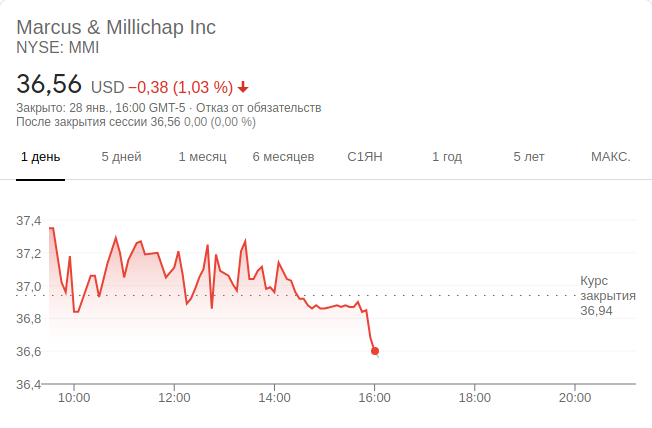 Marcus & Millichap Inc
NYSE: MMI
36,56 USD −0,38 (1,03 %)
Закрыто: 28 янв., 16:00 GMT-5 · Отказ от обязательств
После закрытия сессии 36,56 0,00 (0,00 %)
1 день 5 дней 1 месяц 6 месяцев С1ЯН 1 год 5 лет МАКС.
37,4
37,2
37,0
36,8
36,6
36,4
Курс
закрытия
36,94
10:00 12:00 14:00 16:00 18:00 20:00